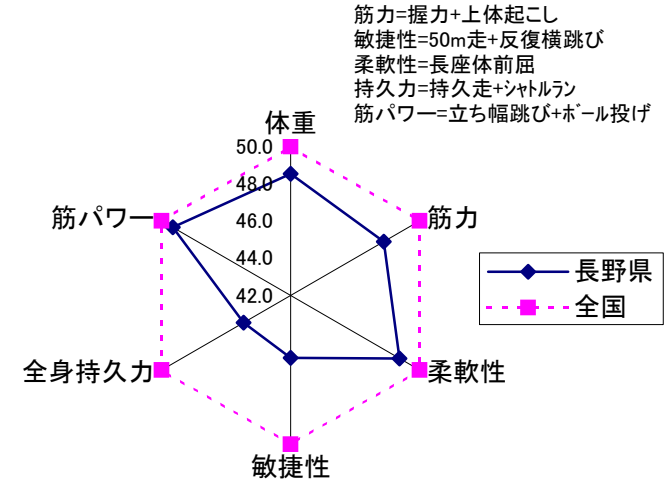 筋力=握力+上体起こし
敏捷性=50m走+反復横跳び
柔軟性=長座体前屈
持久力=持久走+ｼｬﾄﾙﾗﾝ
筋パワー=立ち幅跳び+ﾎﾞｰﾙ投げ
体重
50.0
48.0
46.0
44.0
42.0
筋パワー
筋力
長野県
全国
全身持久力
柔軟性
敏捷性